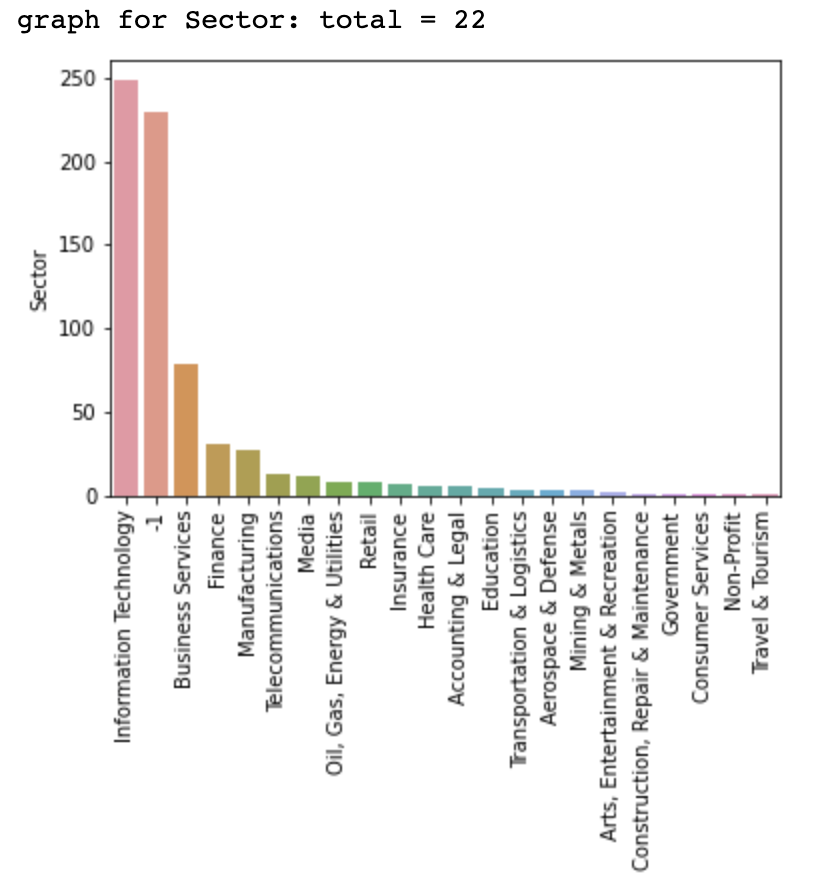 graph for Sector: total = 22
250
200
150
100
50
0
Sector
Information Technology
-1
Business Services
Finance
Manufacturing
Telecommunications
Media
Oil, Gas, Energy & Utilities
Retail
Insurance
Health Care
Accounting & Legal
Education
Transportation & Logistics
Aerospace & Defense
Mining & Metals
Arts, Entertainment & Recreation
Construction, Repair & Maintenance
Government
Consumer Services
Non-Profit
Travel & Tourism